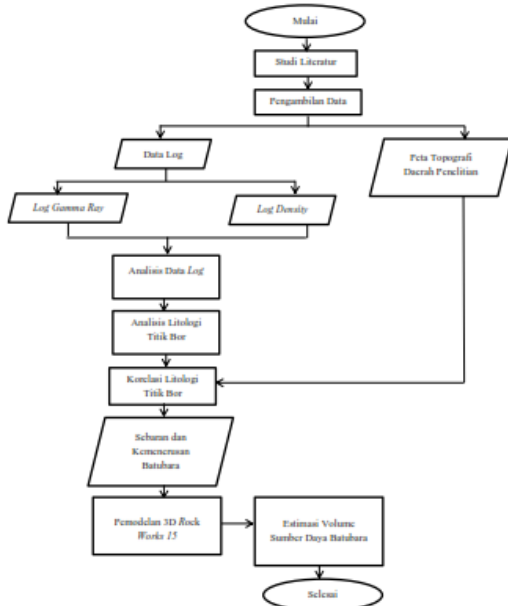 Mulai
Studi Literatur
Pengambilan Data
Data Log
Peta Topografi
Daerah Penelitian
Log Gamma Ray
Log Density
Analisis Data Log
Analisis Litologi
Titik Bor
Korelasi Litologi
Titik Bor
Sebaran dan
Kemenerusan
Batubara
Pemodelan 3D Rock
Works 15
Estimasi Volume
Sumber Daya Batubara
Selesai